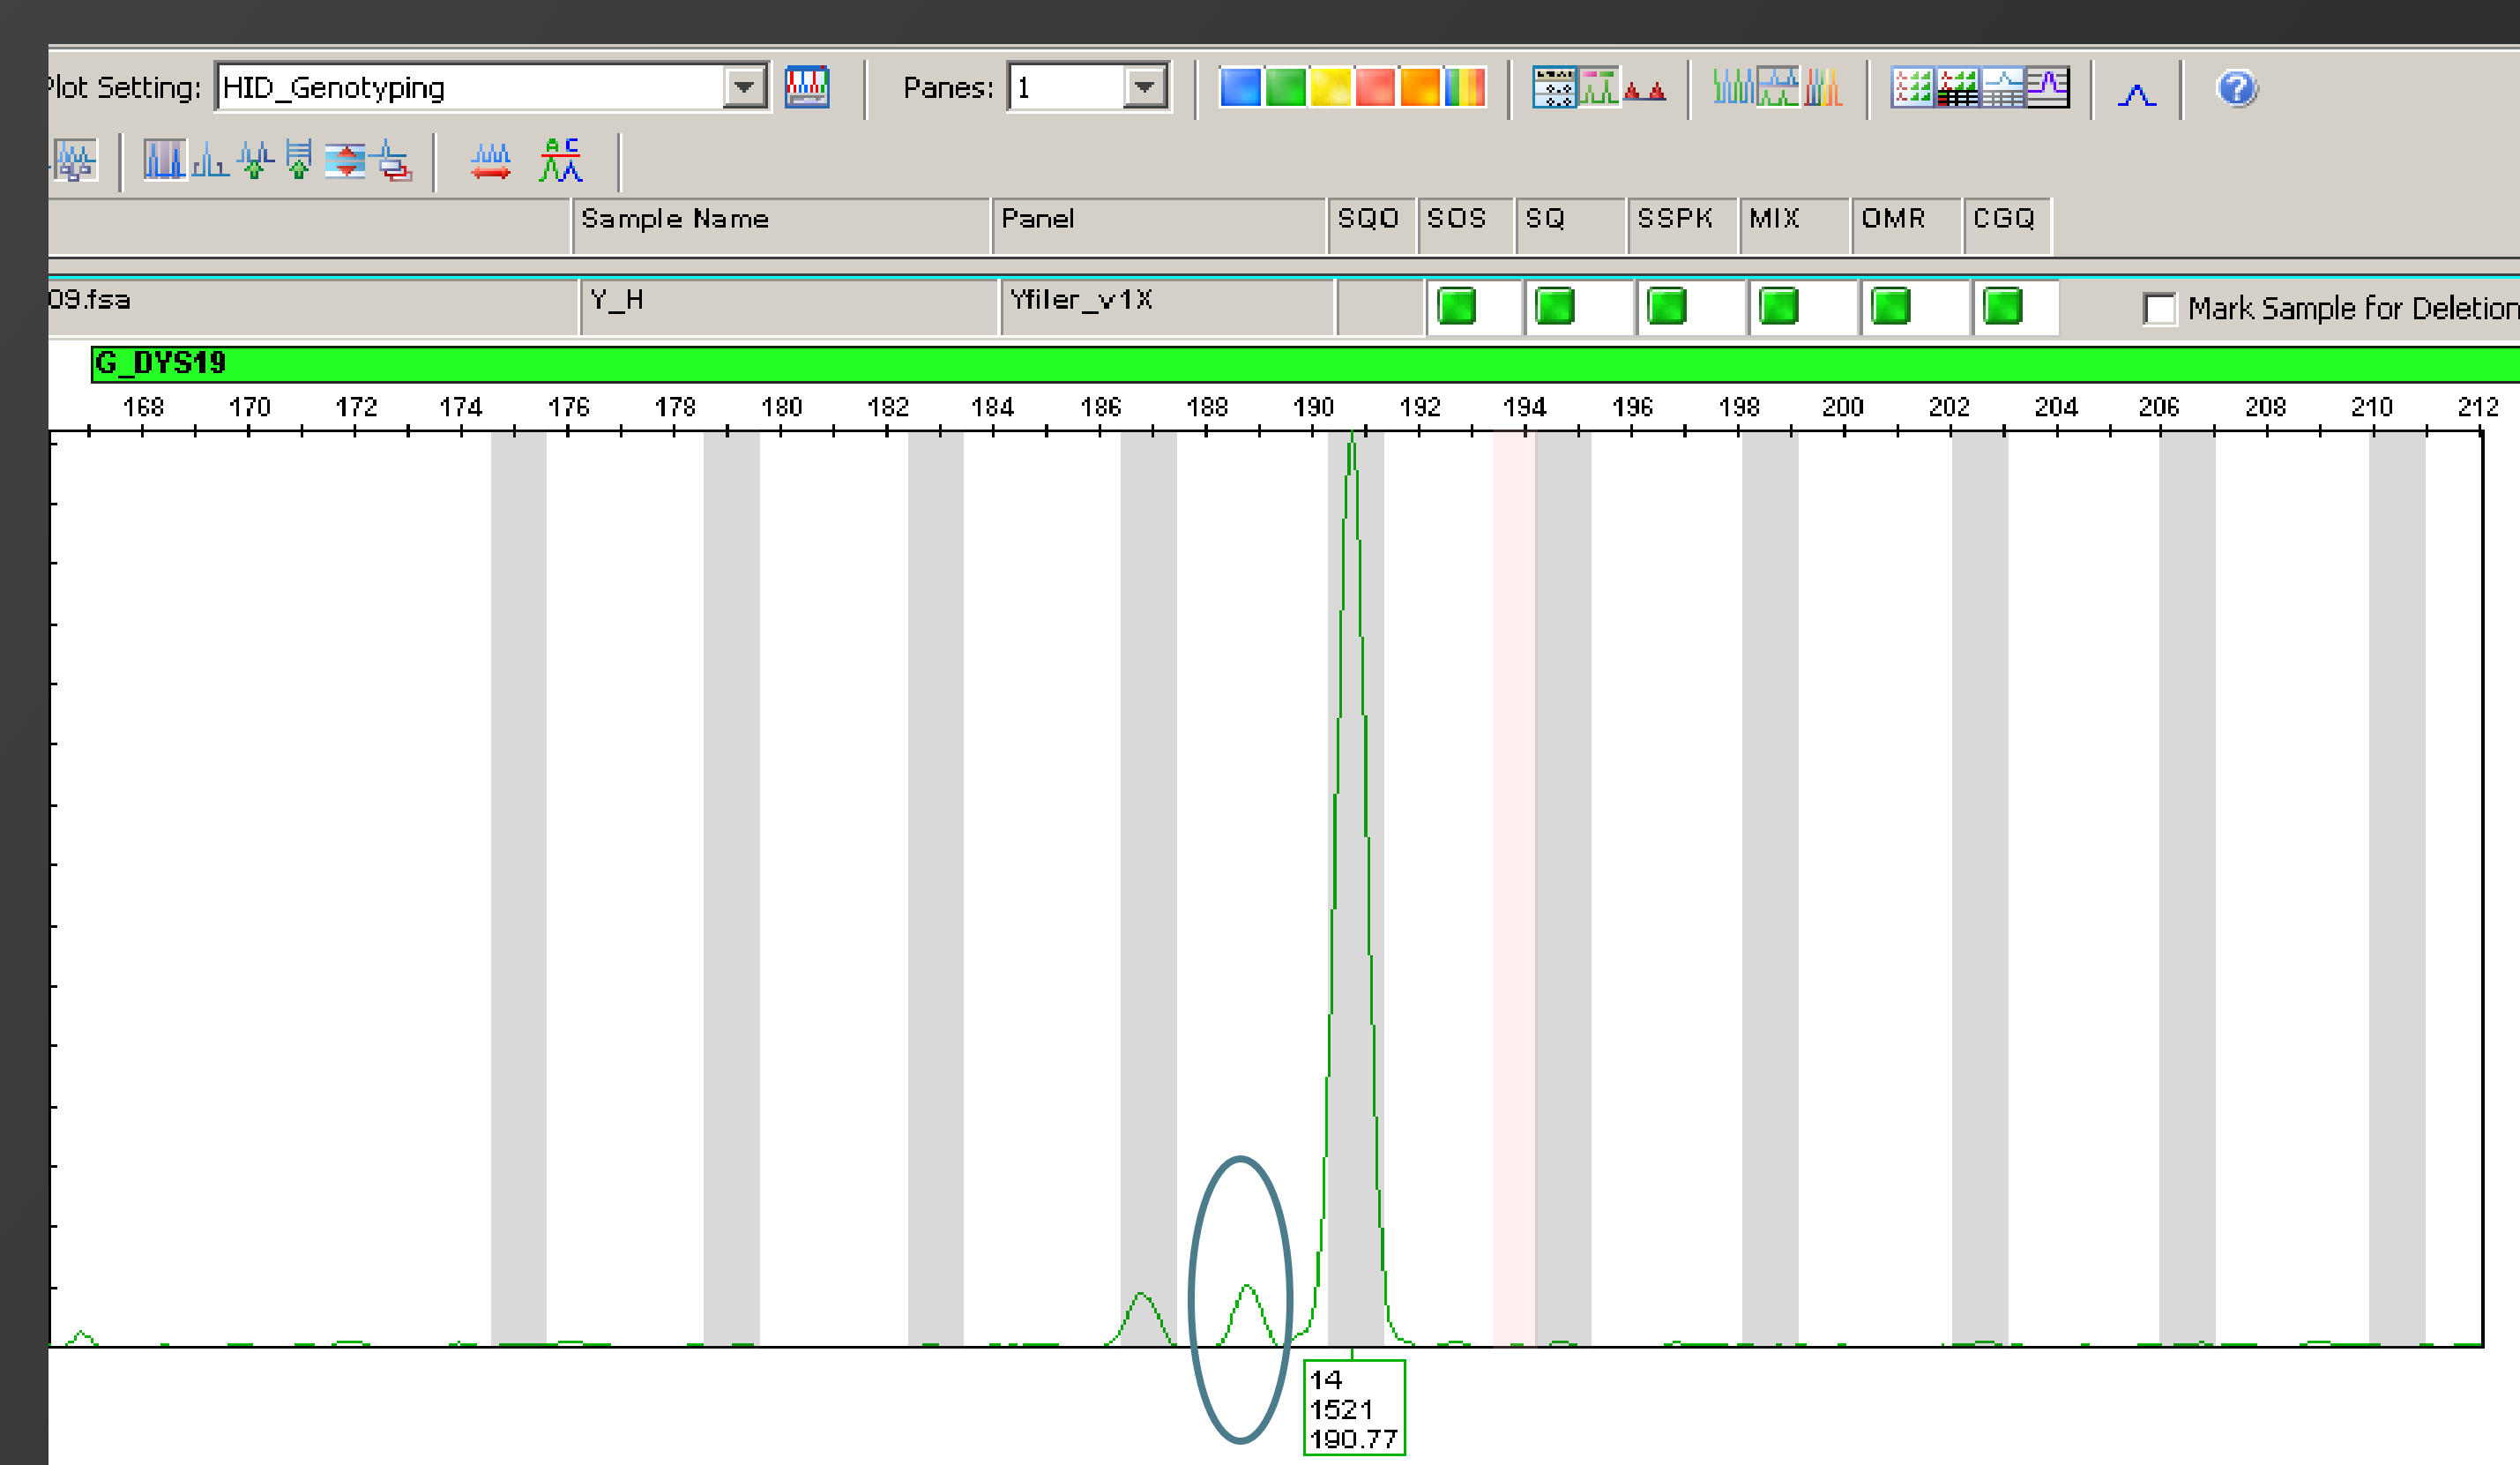 Plot Setting: HID_Genotyping Panes: 1
A C
Sample Name Panel SQO SOS SQ SSPK MIX OMR CGQ
09.fsa Y_H Yfiler_v1X Mark Sample for Deletion
G_DYS19
168 170 172 174 176 178 180 182 184 186 188 190 192 194 196 198 200 202 204 206 208 210 212
14
1521
190.77